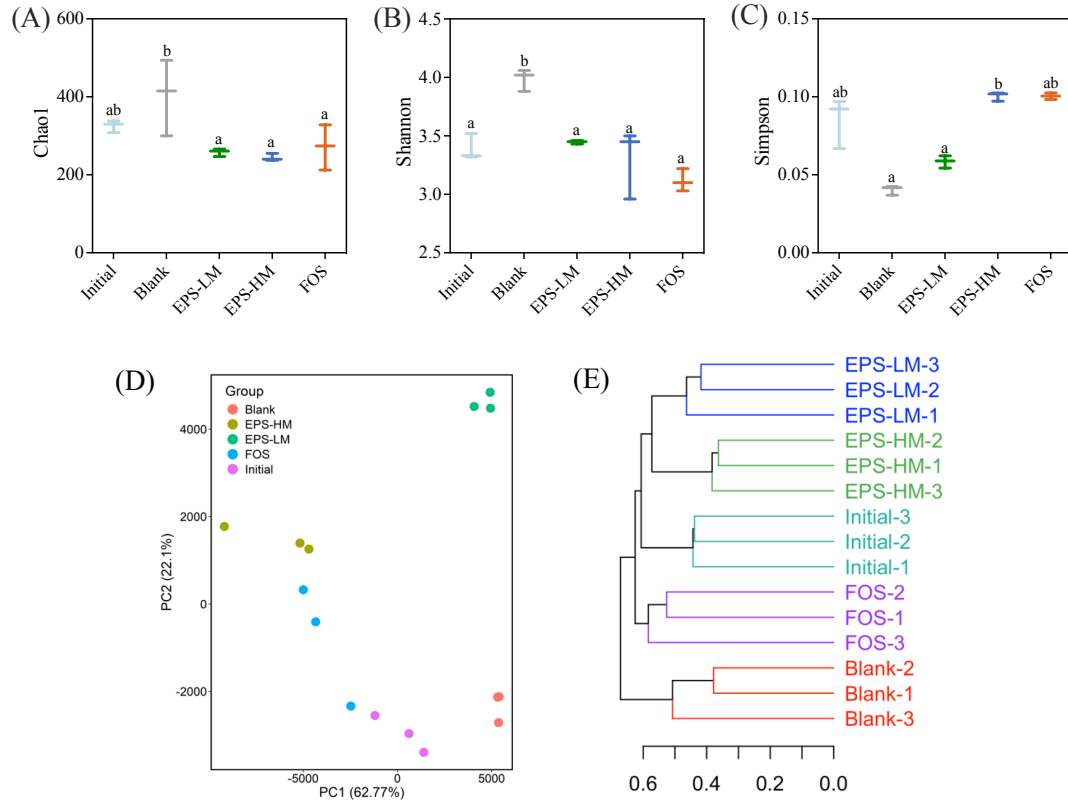 (A)
Chao1
600
400
200
0
ab
b
a
a
a
Initial
Blank
EPS-LM
EPS-HM
FOS
(B)
Shannon
4.5
4.0
3.5
3.0
2.5
a
b
a
a
a
Initial
Blank
EPS-LM
EPS-HM
FOS
(C)
Simpson
0.15
0.10
0.05
0.00
ab
a
a
b
ab
Initial
Blank
EPS-LM
EPS-HM
FOS
(D)
Group
Blank
EPS-HM
EPS-LM
FOS
Initial
PC2 (22.1%)
4000
2000
0
-2000
-5000
0
5000
PC1 (62.77%)
(E)
EPS-LM-3
EPS-LM-2
EPS-LM-1
EPS-HM-2
EPS-HM-1
EPS-HM-3
Initial-3
Initial-2
Initial-1
FOS-2
FOS-1
FOS-3
Blank-2
Blank-1
Blank-3
0.6
0.4
0.2
0.0